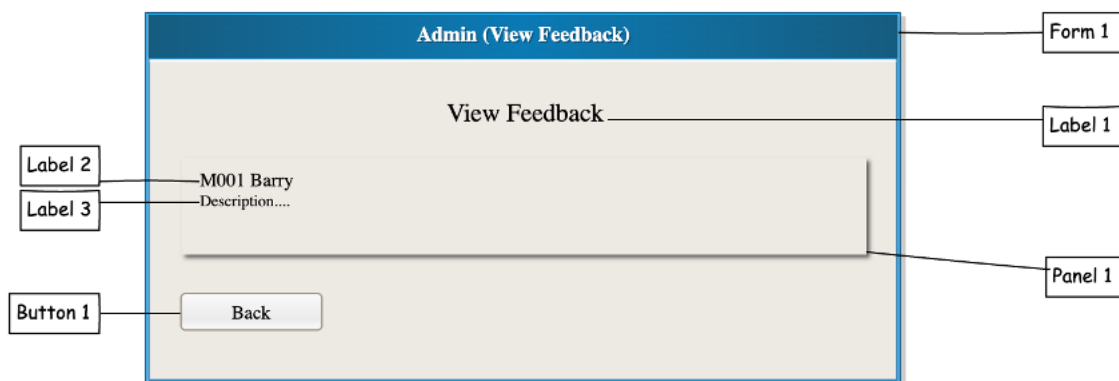 Admin (View Feedback)
Form 1
View Feedback
Label 1
Label 2
M001 Barry
Label 3
Description....
Panel 1
Button 1
Back